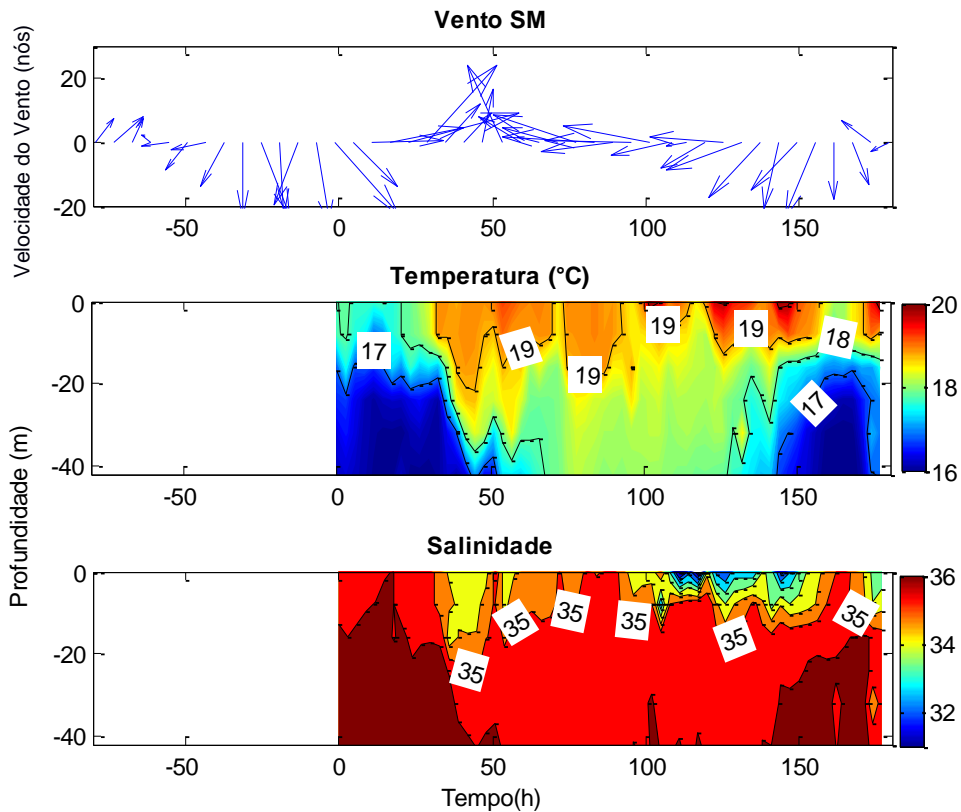 Vento SM
Velocidade do Vento (nós)
20
0
-20
-50 0 50 100 150
Temperatura (°C)
0
-20
-40
17 19 19 19 19 18 17
20
18
16
-50 0 50 100 150
Profundidade (m)
Salinidade
0
-20
-40
35 35 35 35 35 35
36
34
32
-50 0 50 100 150
Tempo(h)